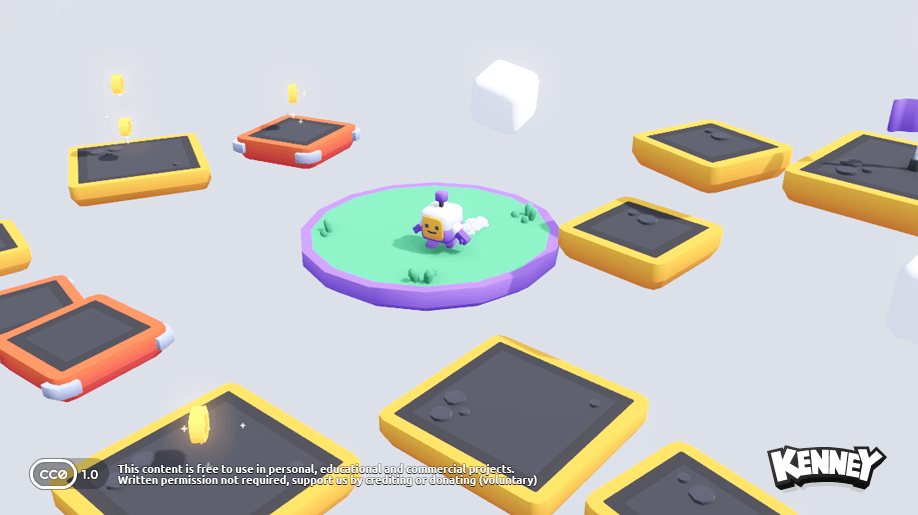 CC0 1.0
This content is free to use in personal, educational and commercial projects.
Written permission not required, support us by crediting or donating (voluntary)
KENNEY